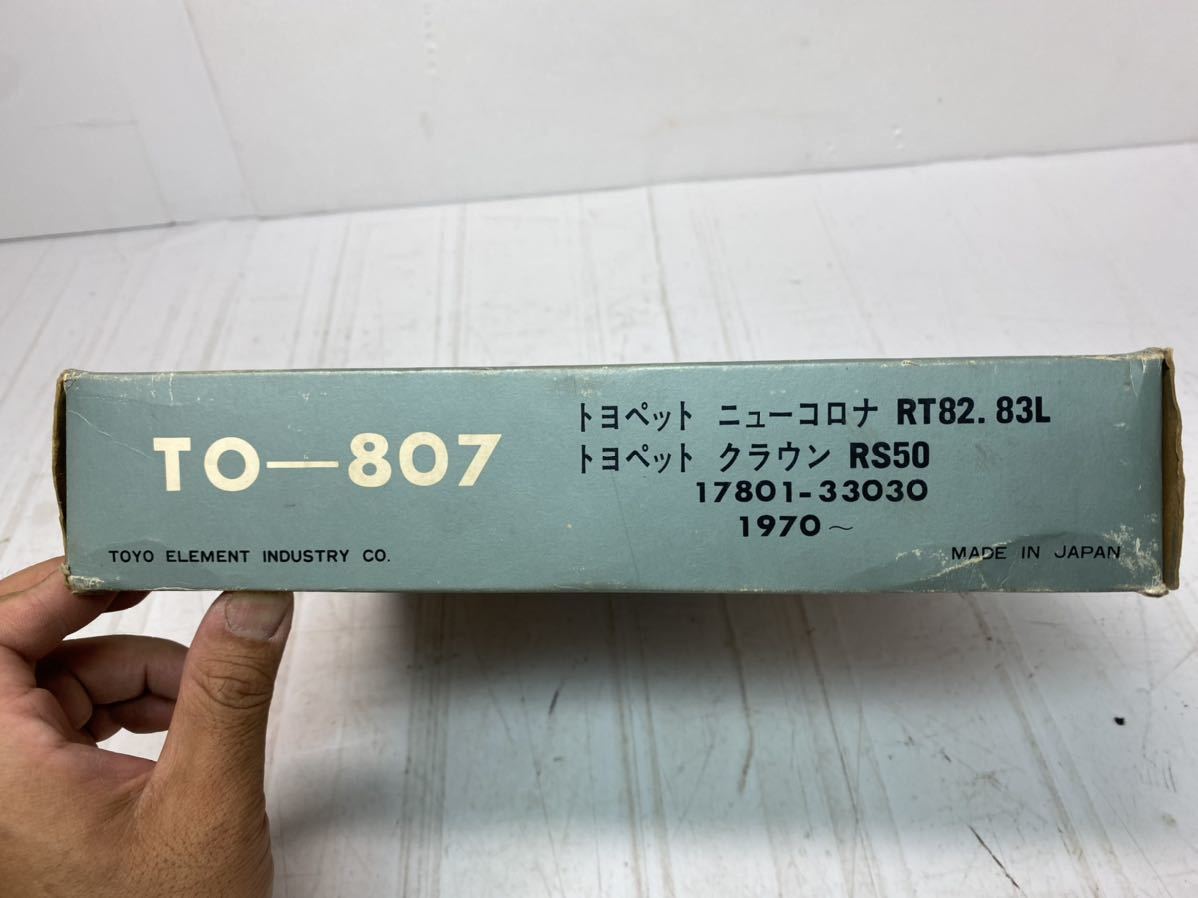 TO—807
トヨペット ニューコロナ RT82. 83L
トヨペット クラウン RS50
17801-33030
1970～
TOYO ELEMENT INDUSTRY CO.
MADE IN JAPAN